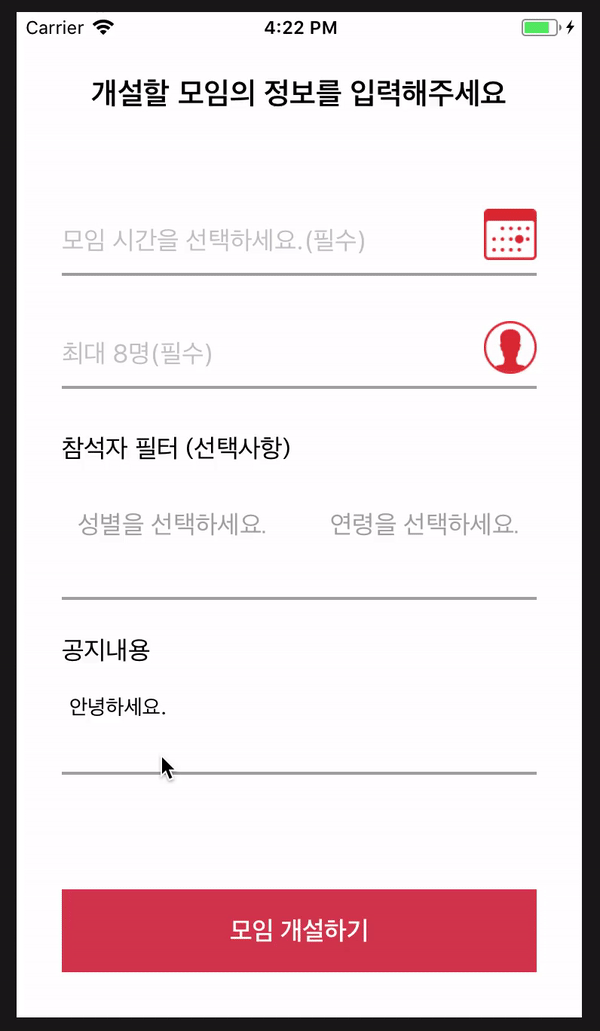 Carrier 4:22 PM
개설할 모임의 정보를 입력해주세요
모임 시간을 선택하세요.(필수)
최대 8명(필수)
참석자 필터 (선택사항)
성별을 선택하세요. 연령을 선택하세요.
공지내용
안녕하세요.
모임 개설하기